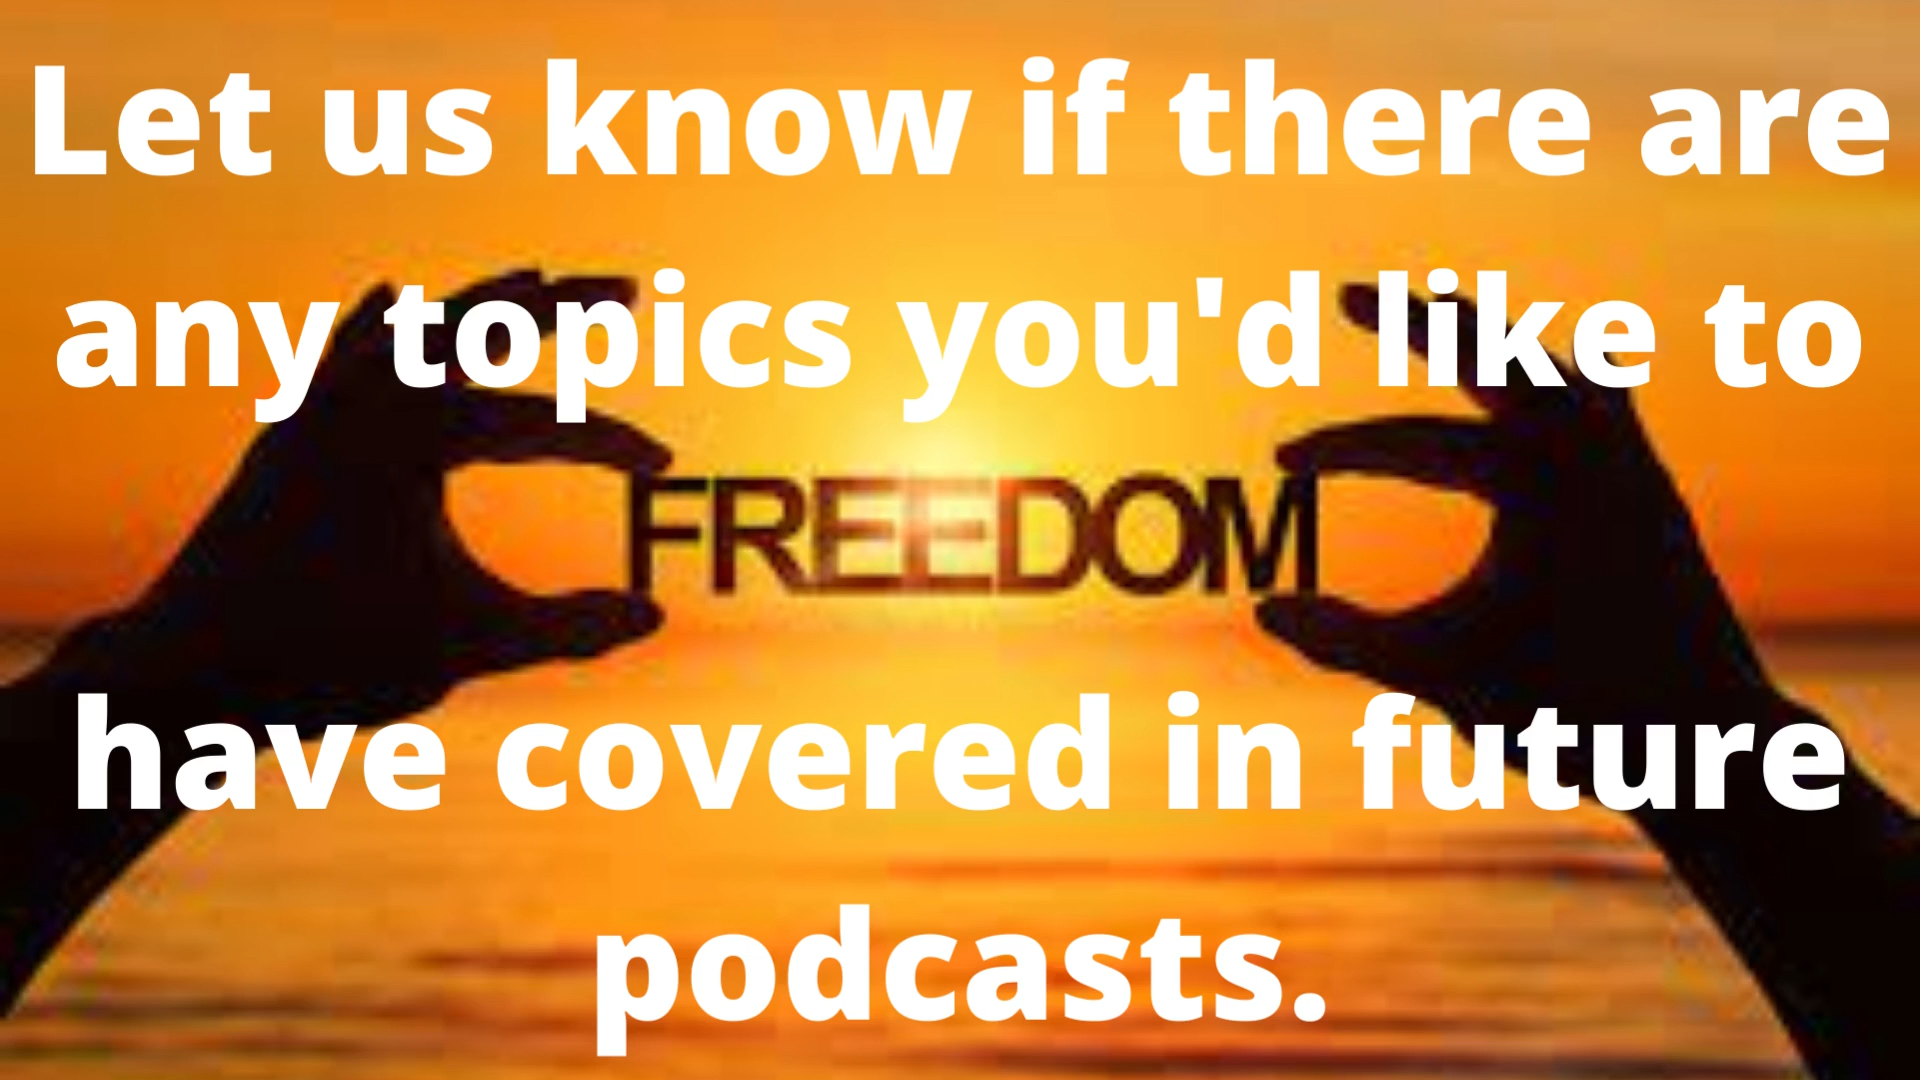 Let us know if there are
any topics you'd like to
FREEDOM
have covered in future
podcasts.